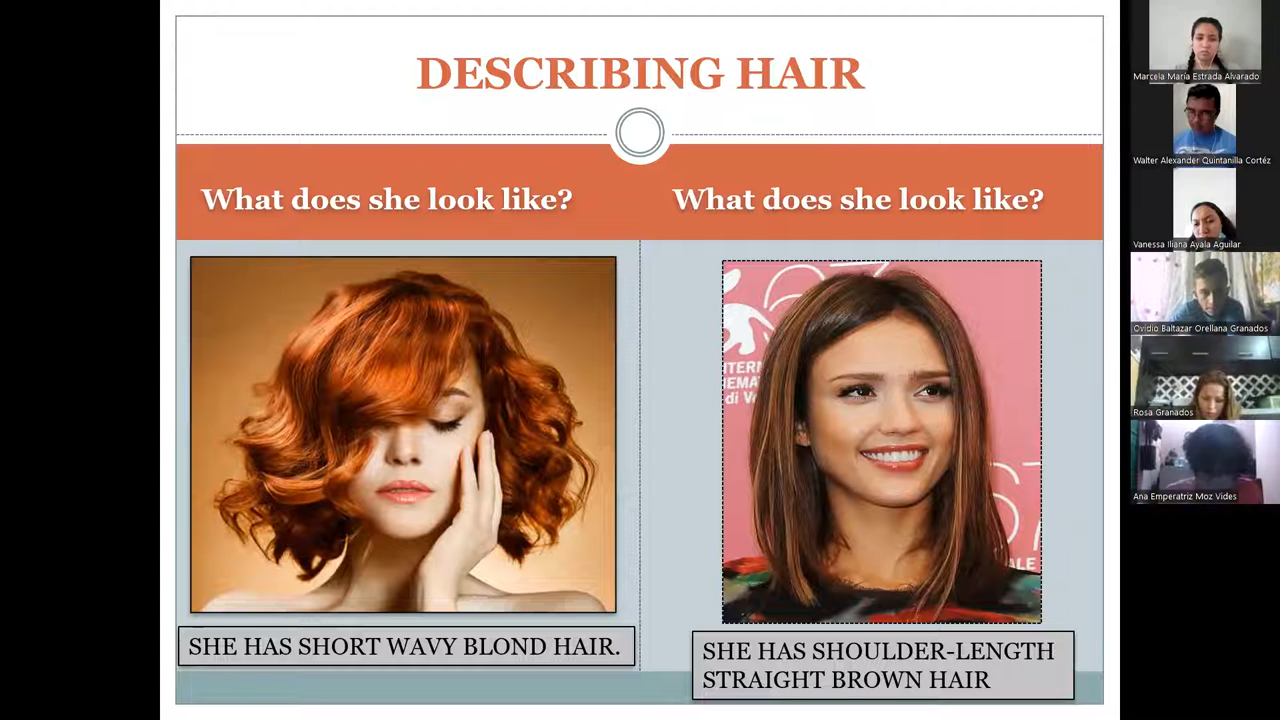 DESCRIBING HAIR
What does she look like?
What does she look like?
SHE HAS SHORT WAVY BLOND HAIR.
SHE HAS SHOULDER-LENGTH
STRAIGHT BROWN HAIR
di
ALE
Marcela María Estrada Alvarado
Walter Alexander Quintanilla Cortéz
Vanessa Iliana Ayala Aguilar
Ovidio Baltazar Orellana Granados
Rosa Granados
Ana Emperatriz Moz Vides